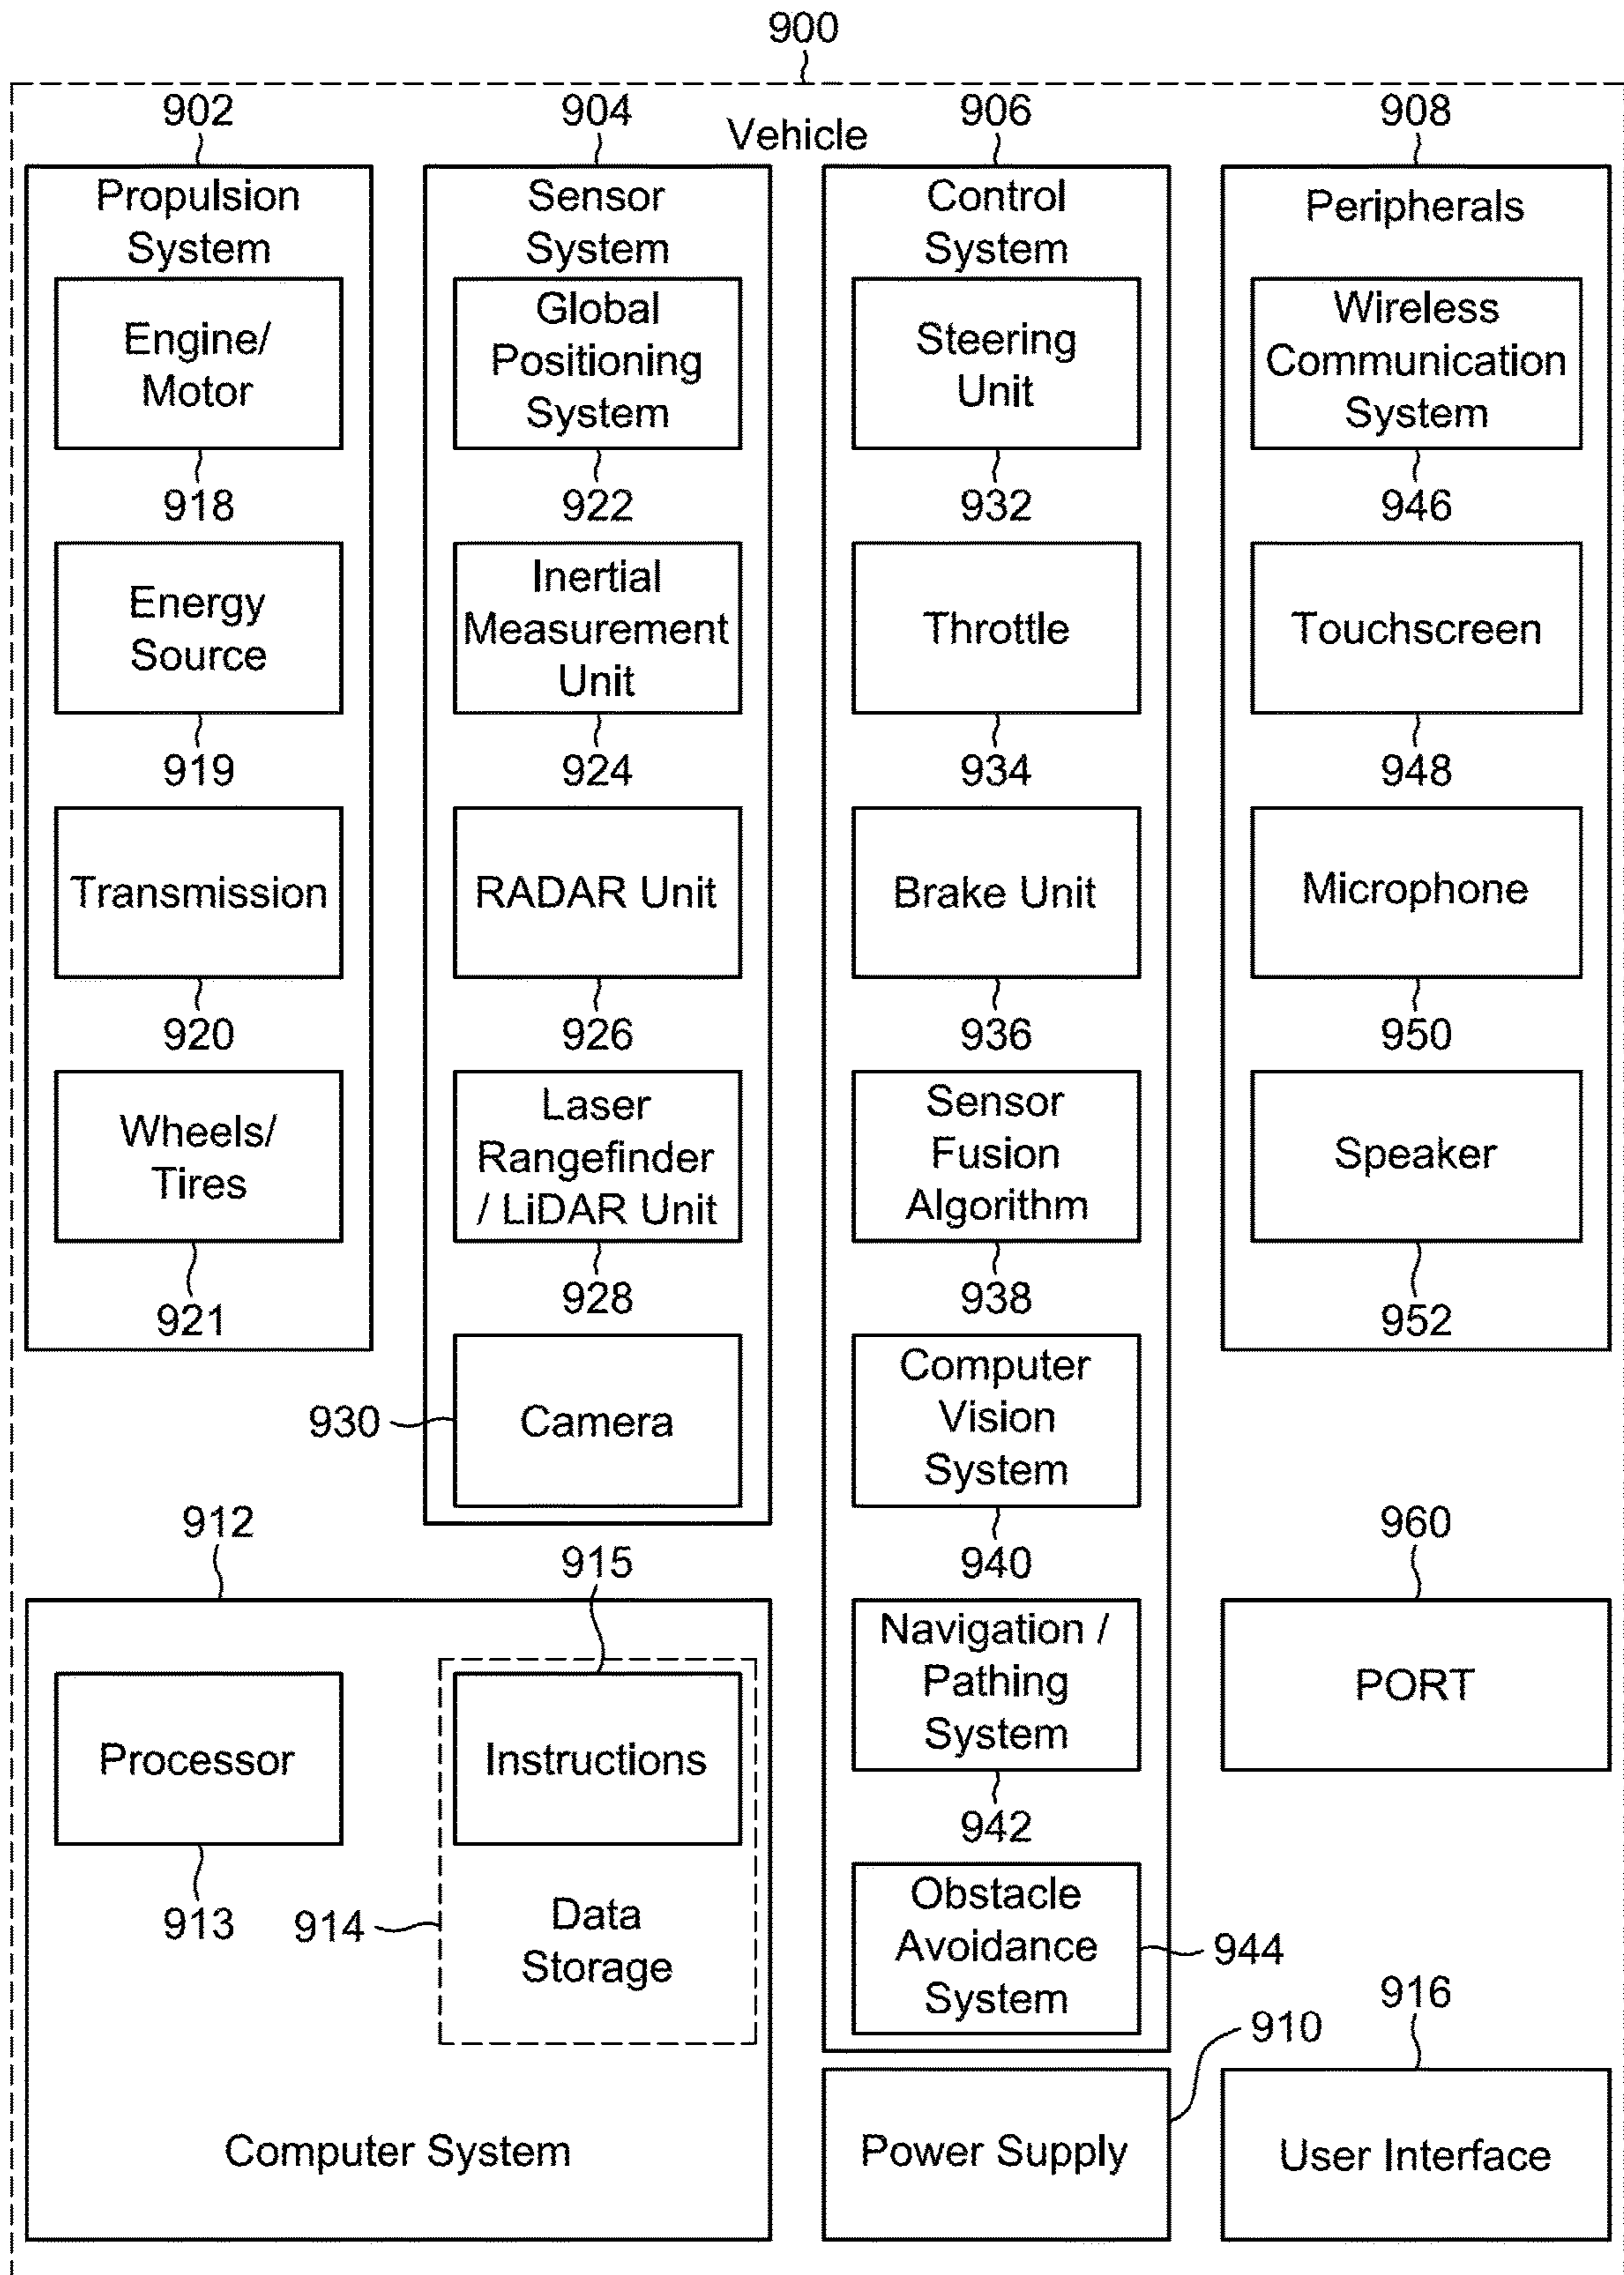 900
Vehicle
902
Propulsion
System
Engine/
Motor
918
Energy
Source
919
Transmission
920
Wheels/
Tires
921
904
Sensor
System
Global
Positioning
System
922
Inertial
Measurement
Unit
924
RADAR Unit
926
Laser
Rangefinder
/ LiDAR Unit
928
930
Camera
906
Control
System
Steering
Unit
932
Throttle
934
Brake Unit
936
Sensor
Fusion
Algorithm
938
Computer
Vision
System
940
Navigation /
Pathing
System
942
Obstacle
Avoidance
System
944
908
Peripherals
Wireless
Communication
System
946
Touchscreen
948
Microphone
950
Speaker
952
912
Processor
913
915
Instructions
914
Data
Storage
Computer System
910
Power Supply
960
PORT
916
User Interface